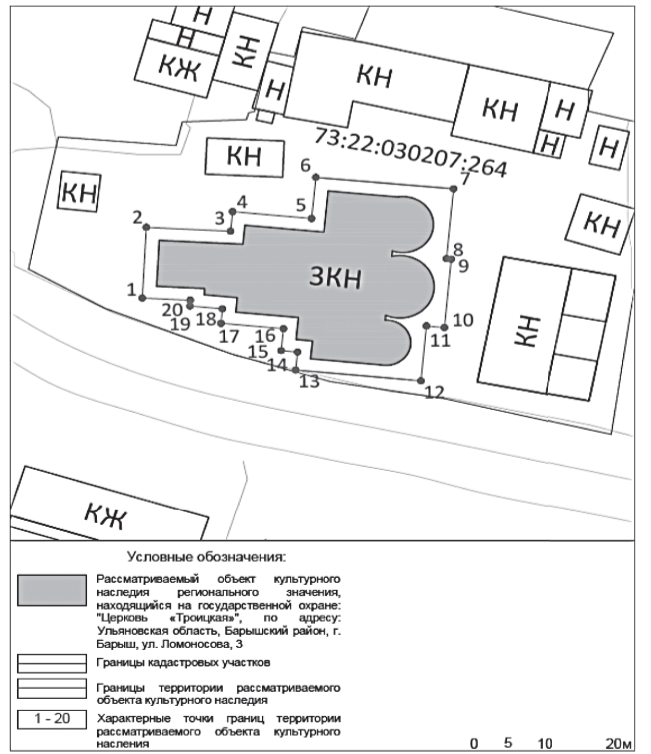 Н
Н
КН
КЖ
Н
КН
КН
Н
Н
Н
73:22:030207:264
КН
КН
6
7
4
5
2
3
КН
8
9
3КН
1
20
19
18
17
16
15
14
13
10
11
12
КН
КЖ
Условные обозначения:
Рассматриваемый объект культурного
наследия регионального значения,
находящийся на государственной охране:
"Церковь «Троицкая»", по адресу:
Ульяновская область, Барышский район, г.
Барыш, ул. Ломоносова, 3
Границы кадастровых участков
Границы территории рассматриваемого
объекта культурного наследия
1 - 20
Характерные точки границ территории
рассматриваемого объекта культурного
насления
0 5 10 20м